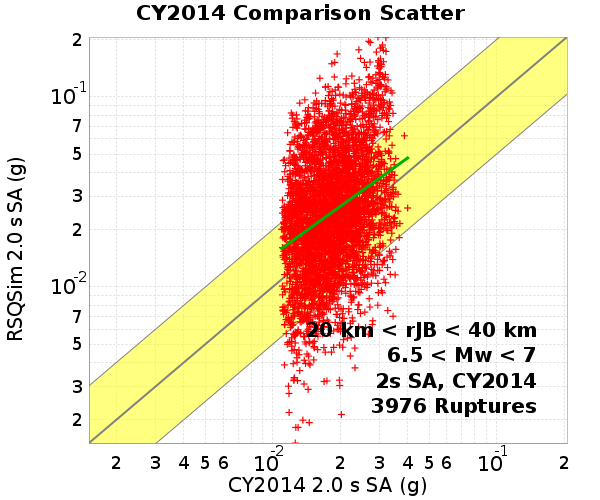 CY2014 Comparison Scatter
2
10-1
7
5
3
2
10-2
7
5
3
2
RSQSim 2.0 s SA (g)
20 km < rJB < 40 km
6.5 < Mw < 7
2s SA, CY2014
3976 Ruptures
2 3 4 5 6 10-2 2 3 4 5 6 10-1 2
CY2014 2.0 s SA (g)